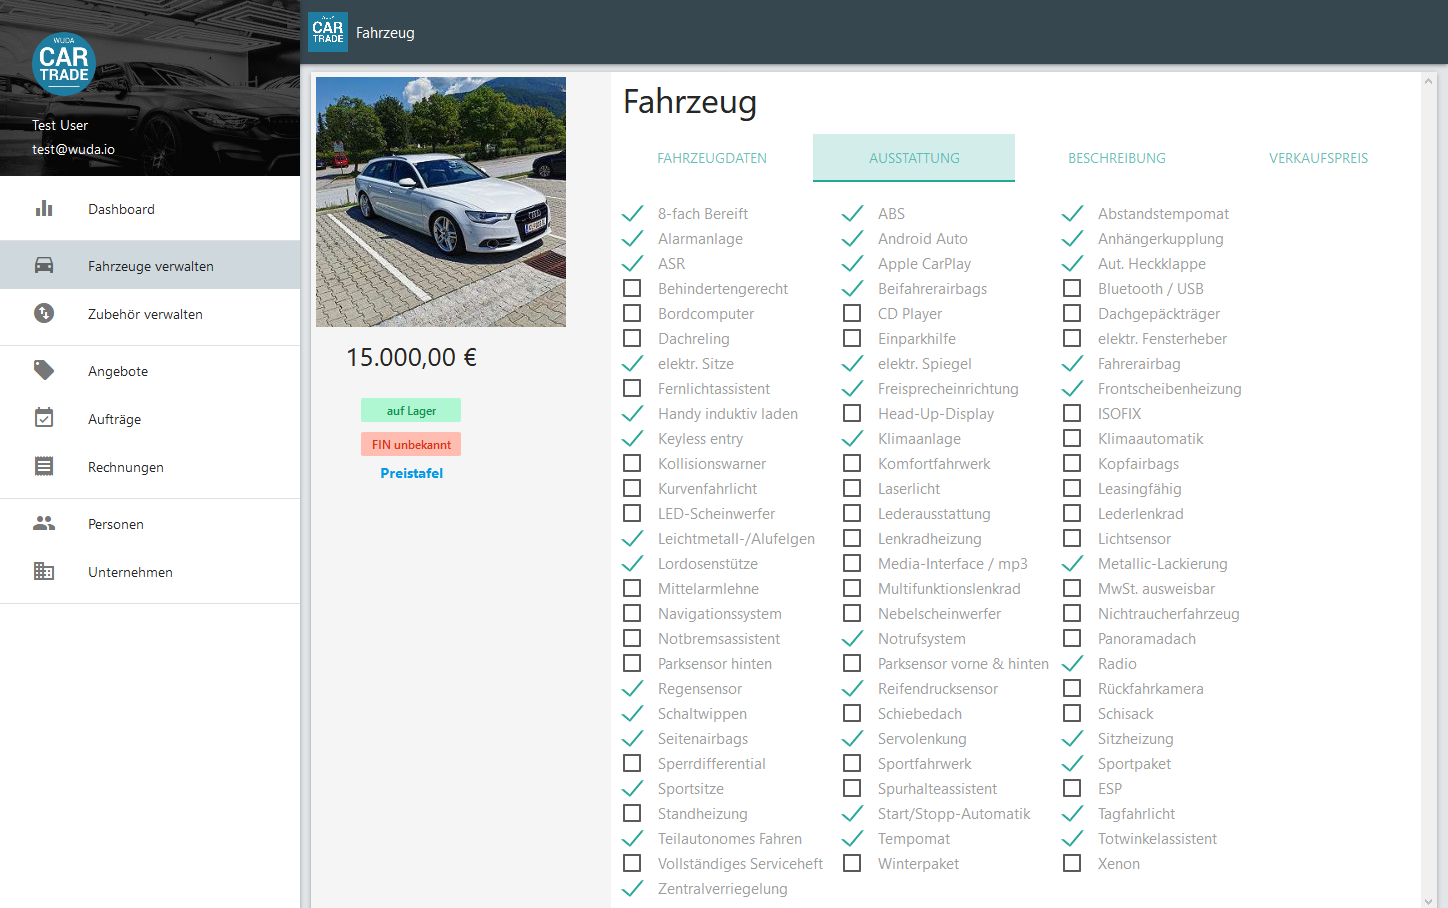 WUDA
CAR
TRADE
Test User
test@wuda.io
Dashboard
Fahrzeuge verwalten
Zubehör verwalten
Angebote
Aufträge
Rechnungen
Personen
Unternehmen
CAR
TRADE
Fahrzeug
15.000,00 €
auf Lager
FIN unbekannt
Preistafel
Fahrzeug
FAHRZEUGDATEN AUSSTATTUNG BESCHREIBUNG VERKAUFSPREIS
8-fach Bereift ABS Abstandstempomat
Alarmanlage Android Auto Anhängerkupplung
ASR Apple CarPlay Aut. Heckklappe
Behindertengerecht Beifahrerairbags Bluetooth / USB
Bordcomputer CD Player Dachgepäckträger
Dachreling Einparkhilfe elektr. Fensterheber
elektr. Sitze elektr. Spiegel Fahrerairbag
Fernlichtassistent Freisprecheinrichtung Frontscheibenheizung
Handy induktiv laden Head-Up-Display ISOFIX
Keyless entry Klimaanlage Klimaautomatik
Kollisionswarner Komfortfahrwerk Kopfairbags
Kurvenfahrlicht Laserlicht Leasingfähig
LED-Scheinwerfer Lederausstattung Lederlenkrad
Leichtmetall-/Alufelgen Lenkradheizung Lichtsensor
Lordosenstütze Media-Interface / mp3 Metallic-Lackierung
Mittelarmlehne Multifunktionslenkrad MwSt. ausweisbar
Navigationssystem Nebelscheinwerfer Nichtraucherfahrzeug
Notbremsassistent Notrufsystem Panoramadach
Parksensor hinten Parksensor vorne & hinten Radio
Regensensor Reifendrucksensor Rückfahrkamera
Schaltwippen Schiebedach Schisack
Seitenairbags Servolenkung Sitzheizung
Sperrdifferential Sportfahrwerk Sportpaket
Sportsitze Spurhalteassistent ESP
Standheizung Start/Stopp-Automatik Tagfahrlicht
Teilautonomes Fahren Tempomat Totwinkelassistent
Vollständiges Serviceheft Winterpaket Xenon
Zentralverriegelung